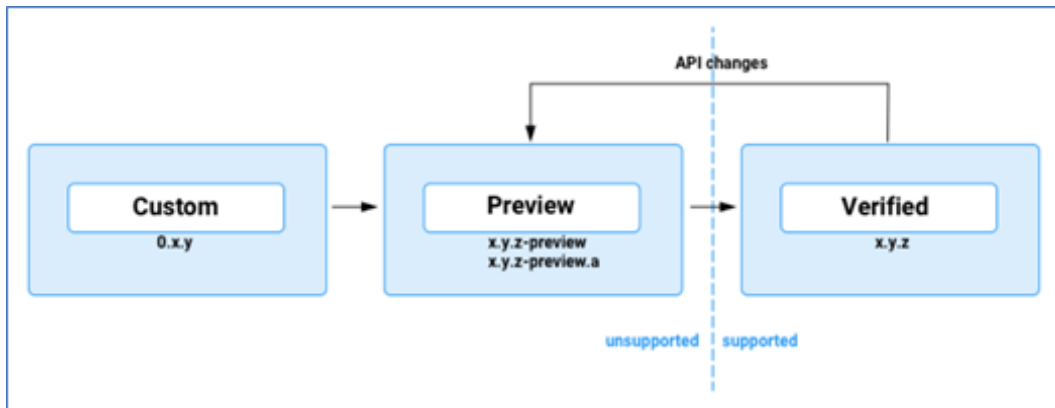 API changes
Custom
0.x.y
Preview
x.y.z-preview
x.y.z-preview.a
Verified
x.y.z
unsupported
supported